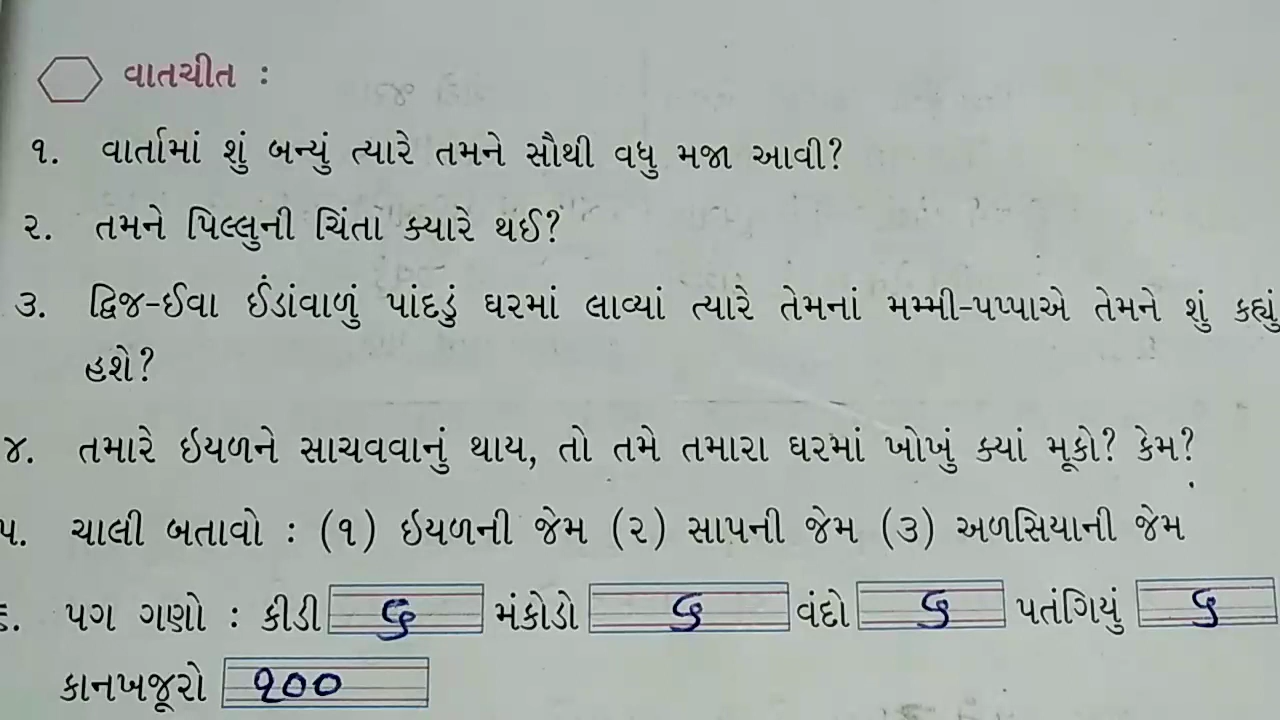 વાતચીત :
૧. વાર્તામાં શું બન્યું ત્યારે તમને સૌથી વધુ મજા આવી?
૨. તમને પિલ્લુની ચિંતા ક્યારે થઈ?
૩. દ્વિજ-ઈવા ઈંડાંવાળું પાંદડું ઘરમાં લાવ્યાં ત્યારે તેમનાં મમ્મી-પપ્પાએ તેમને શું કહ્યું
હશે?
૪. તમારે ઇયળને સાચવવાનું થાય, તો તમે તમારા ઘરમાં ખોખું ક્યાં મૂકો? કેમ?
૫. ચાલી બતાવો : (૧) ઇયળની જેમ (૨) સાપની જેમ (૩) અળસિયાની જેમ
૬. પગ ગણો : કીડી ૬ મંકોડો ૬ વંદો ૬ પતંગિયું ૬
કાનખજૂરો ૧૦૦